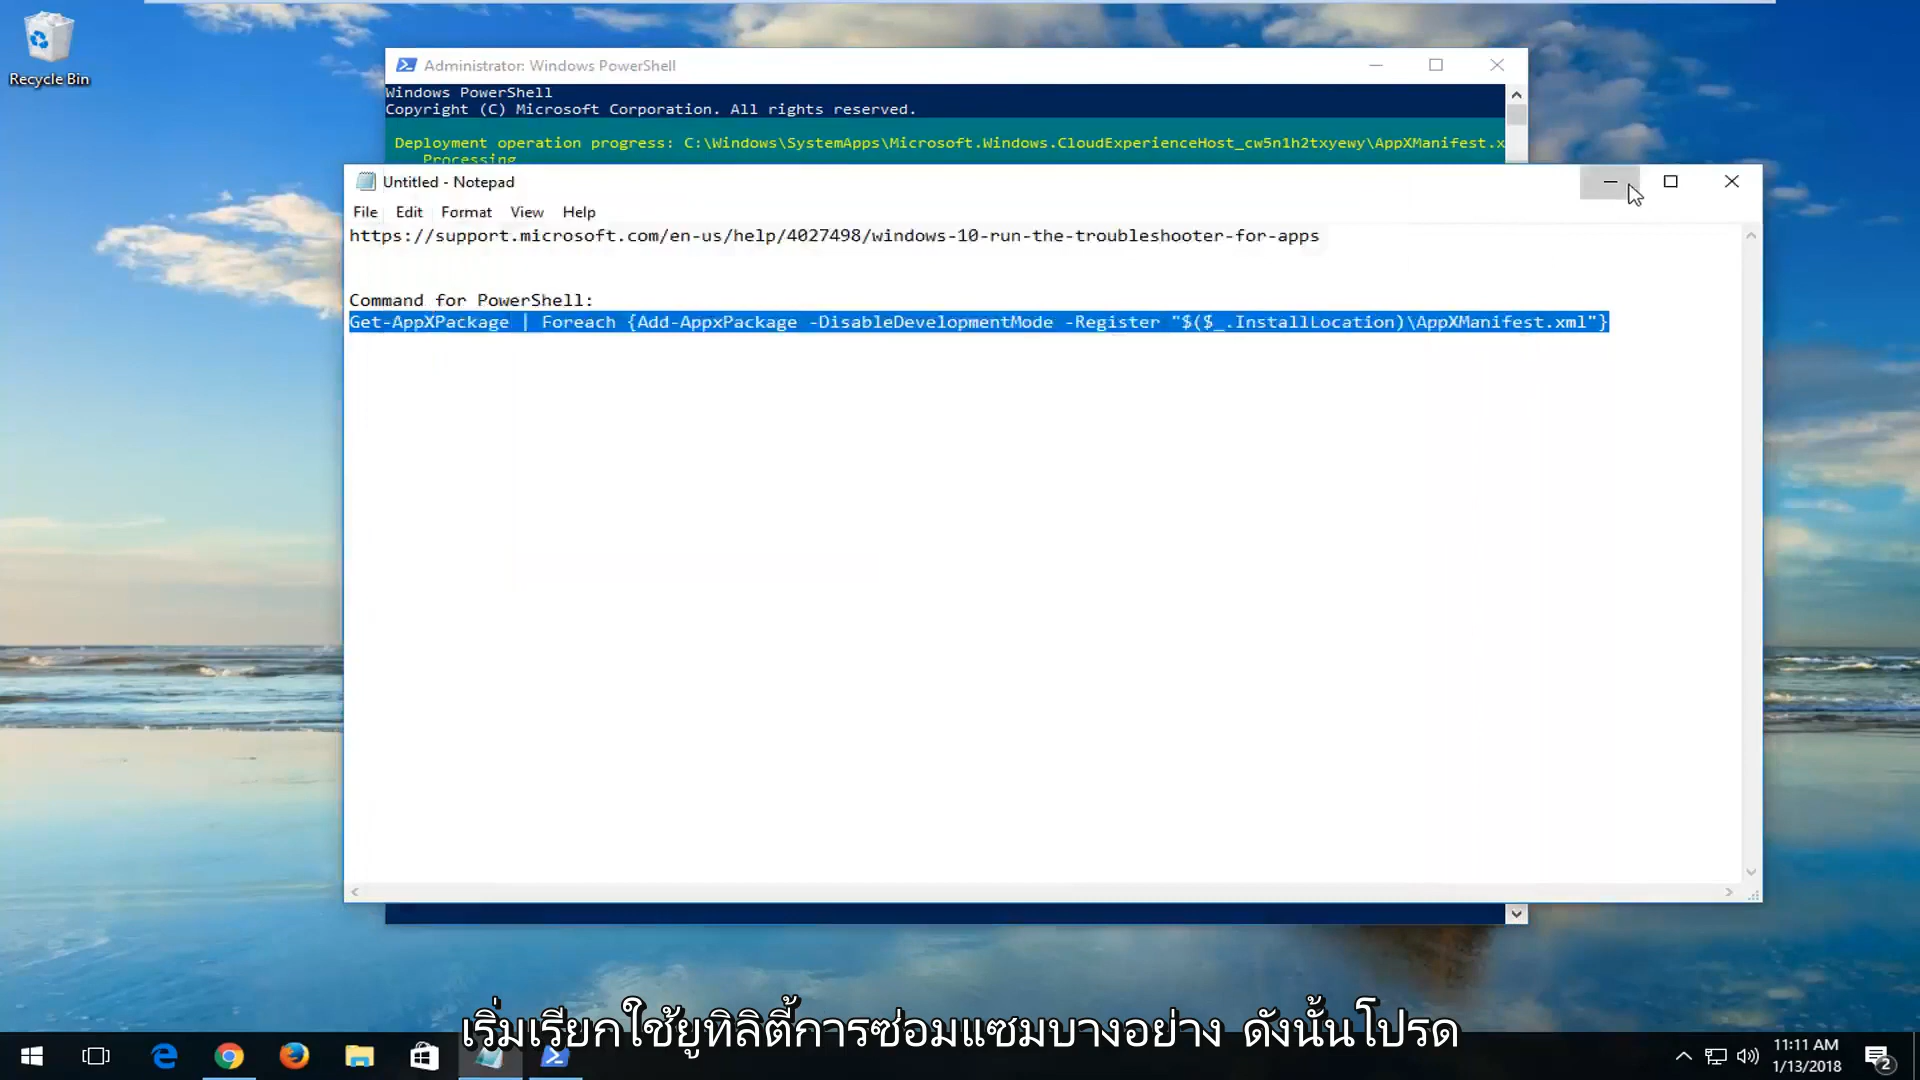 Recycle Bin
Administrator: Windows PowerShell
Windows PowerShell
Copyright (C) Microsoft Corporation. All rights reserved.
Deployment operation progress: C:\Windows\SystemApps\Microsoft.Windows.CloudExperienceHost_cw5n1h2txyewy\AppXManifest.x
Processing
Untitled - Notepad
File Edit Format View Help
https://support.microsoft.com/en-us/help/4027498/windows-10-run-the-troubleshooter-for-apps
Command for PowerShell:
Get-AppXPackage | Foreach {Add-AppxPackage -DisableDevelopmentMode -Register "$($_.InstallLocation)\AppXManifest.xml"}
เริ่มเรียกใช้ยูทิลิตี้การซ่อมแซมบางอย่าง ดังนั้นโปรด
11:11 AM
1/13/2018
2